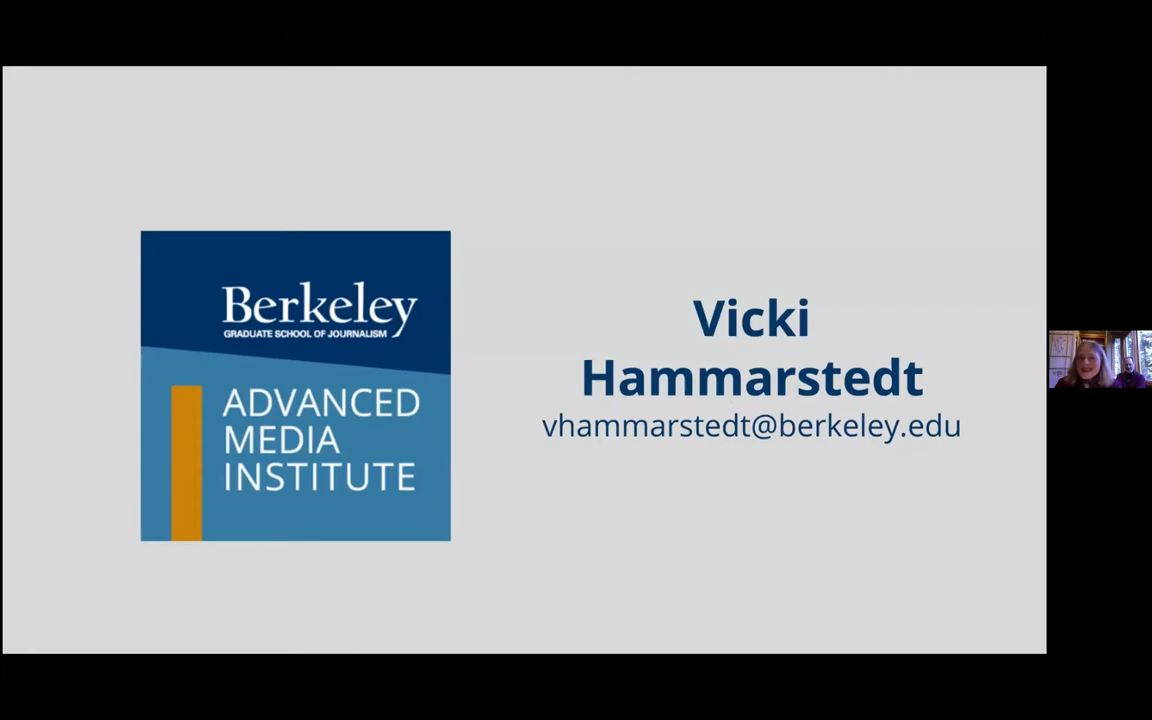 Berkeley
GRADUATE SCHOOL OF JOURNALISM
ADVANCED
MEDIA
INSTITUTE
Vicki
Hammarstedt
vhammarstedt@berkeley.edu